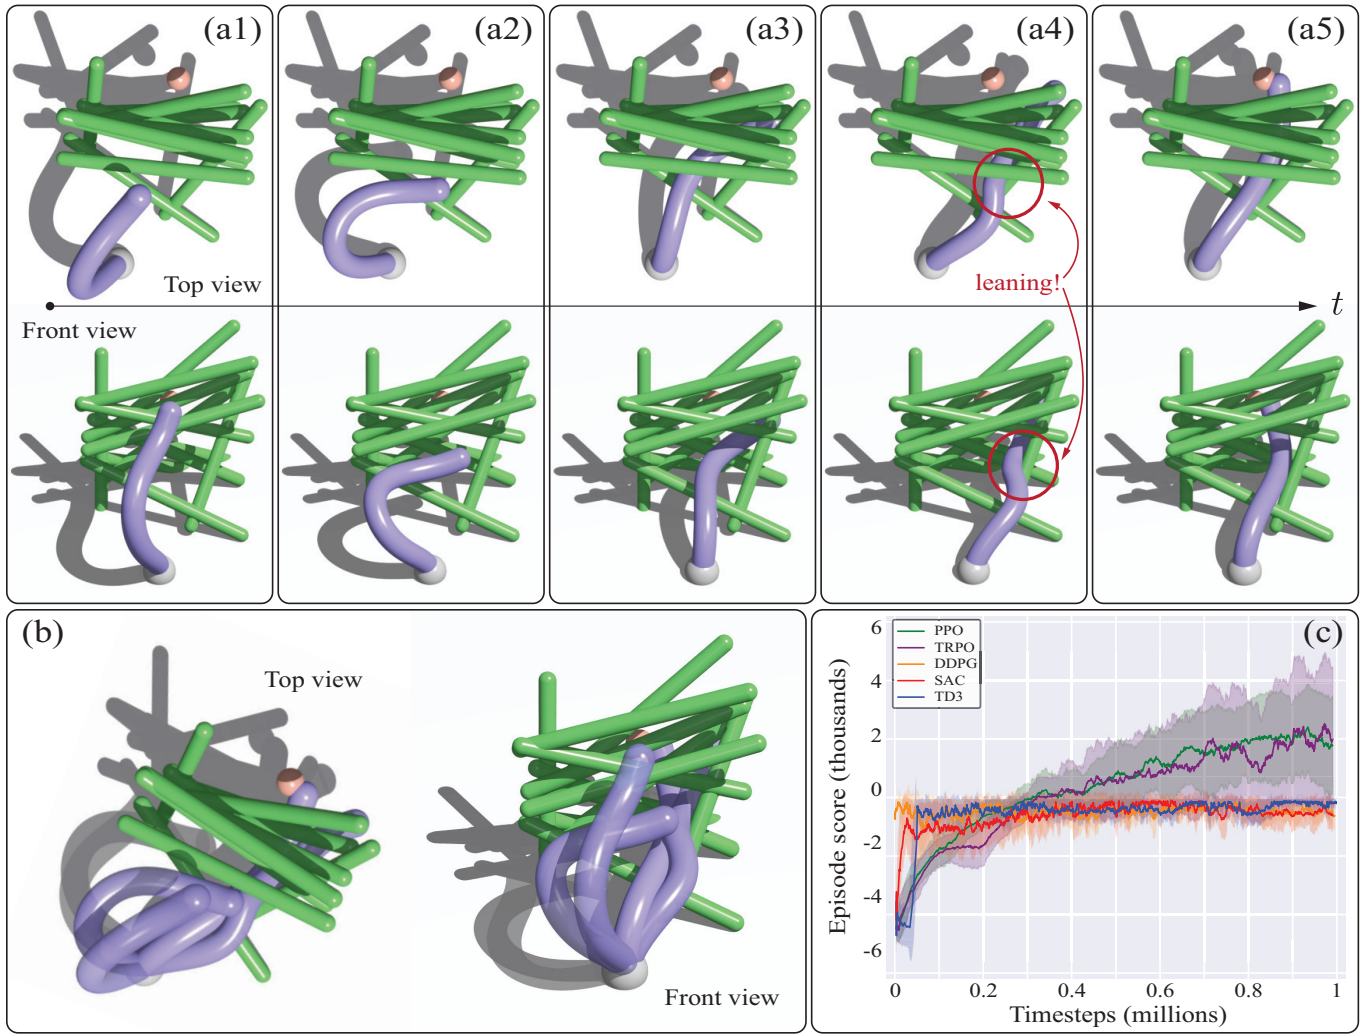 (a1)
(a2)
(a3)
(a4)
(a5)
Top view
leaning!
t
Front view
(b)
Top view
Front view
(c)
PPO
TRPO
DDPG
SAC
TD3
Episode score (thousands)
6
4
2
0
-2
-4
-6
0
0.2
0.4
0.6
0.8
1
Timesteps (millions)